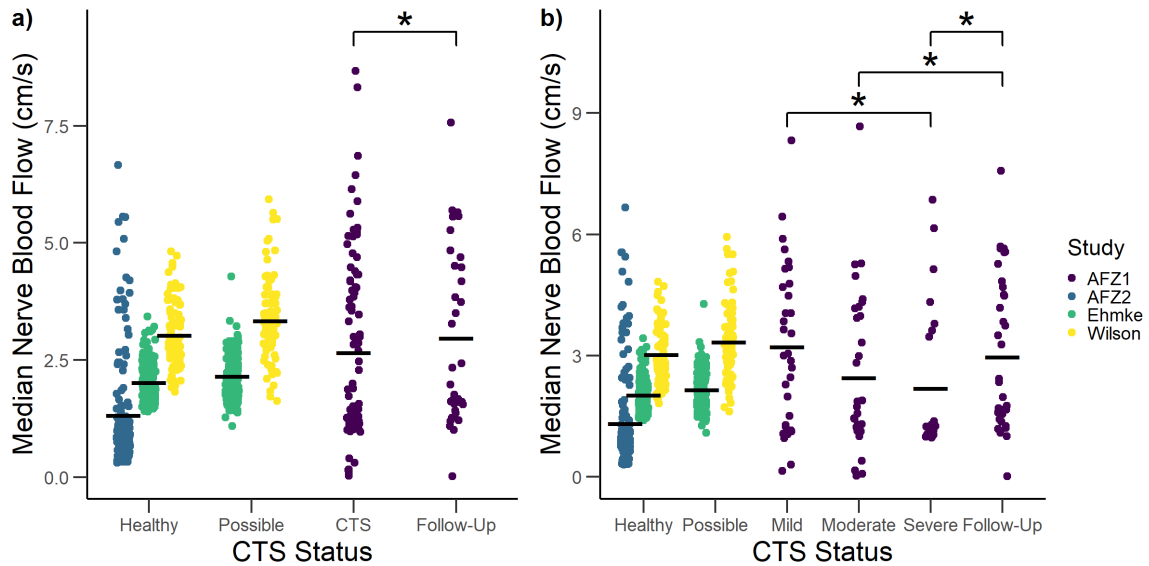 a)
Median Nerve Blood Flow (cm/s)
7.5
5.0
2.5
0.0
*
Healthy Possible CTS Follow-Up
CTS Status
b)
Median Nerve Blood Flow (cm/s)
9
6
3
0
*
*
*
Healthy Possible Mild Moderate Severe Follow-Up
CTS Status
Study
AFZ1
AFZ2
Ehmke
Wilson